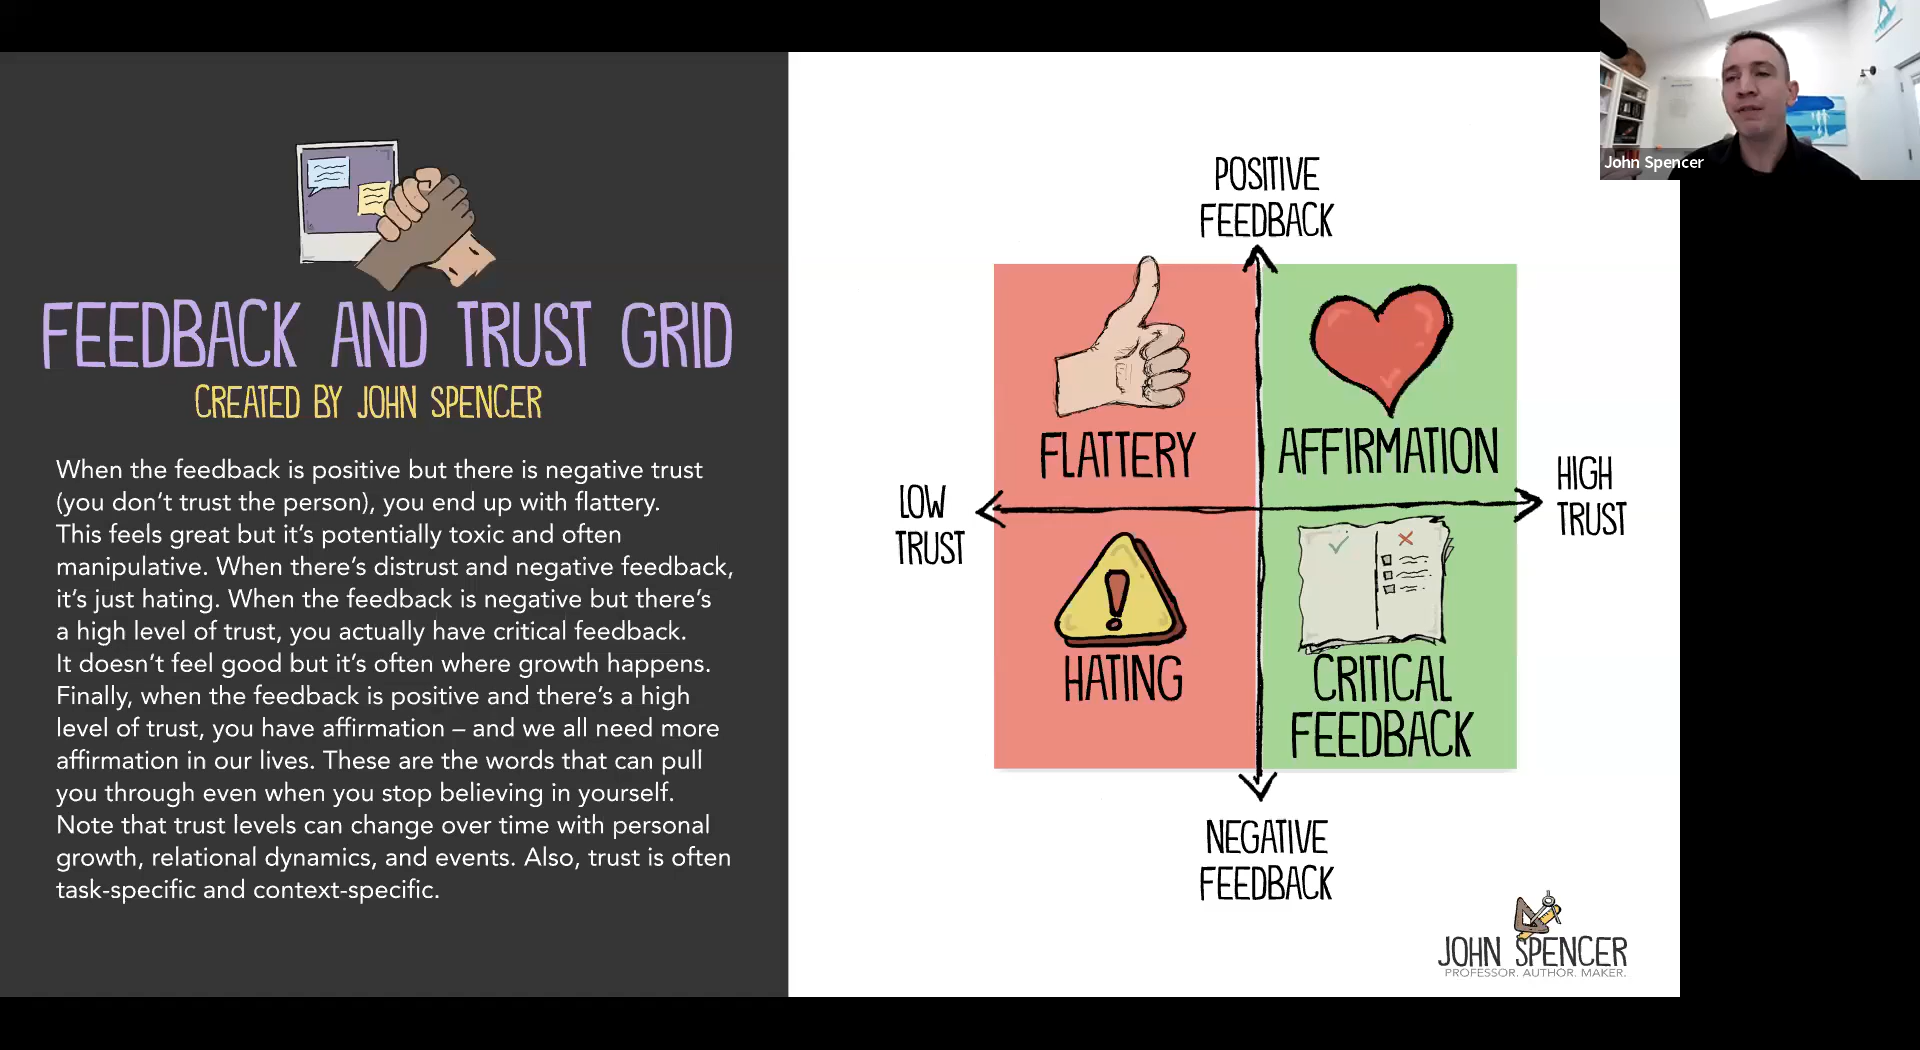 FEEDBACK AND TRUST GRID
CREATED BY JOHN SPENCER
When the feedback is positive but there is negative trust
(you don't trust the person), you end up with flattery.
This feels great but it's potentially toxic and often
manipulative. When there's distrust and negative feedback,
it's just hating. When the feedback is negative but there's
a high level of trust, you actually have critical feedback.
It doesn't feel good but it's often where growth happens.
Finally, when the feedback is positive and there's a high
level of trust, you have affirmation – and we all need more
affirmation in our lives. These are the words that can pull
you through even when you stop believing in yourself.
Note that trust levels can change over time with personal
growth, relational dynamics, and events. Also, trust is often
task-specific and context-specific.
POSITIVE
FEEDBACK
FLATTERY
AFFIRMATION
LOW
TRUST
HIGH
TRUST
HATING
CRITICAL
FEEDBACK
NEGATIVE
FEEDBACK
JOHN SPENCER
PROFESSOR. AUTHOR. MAKER.
John Spencer